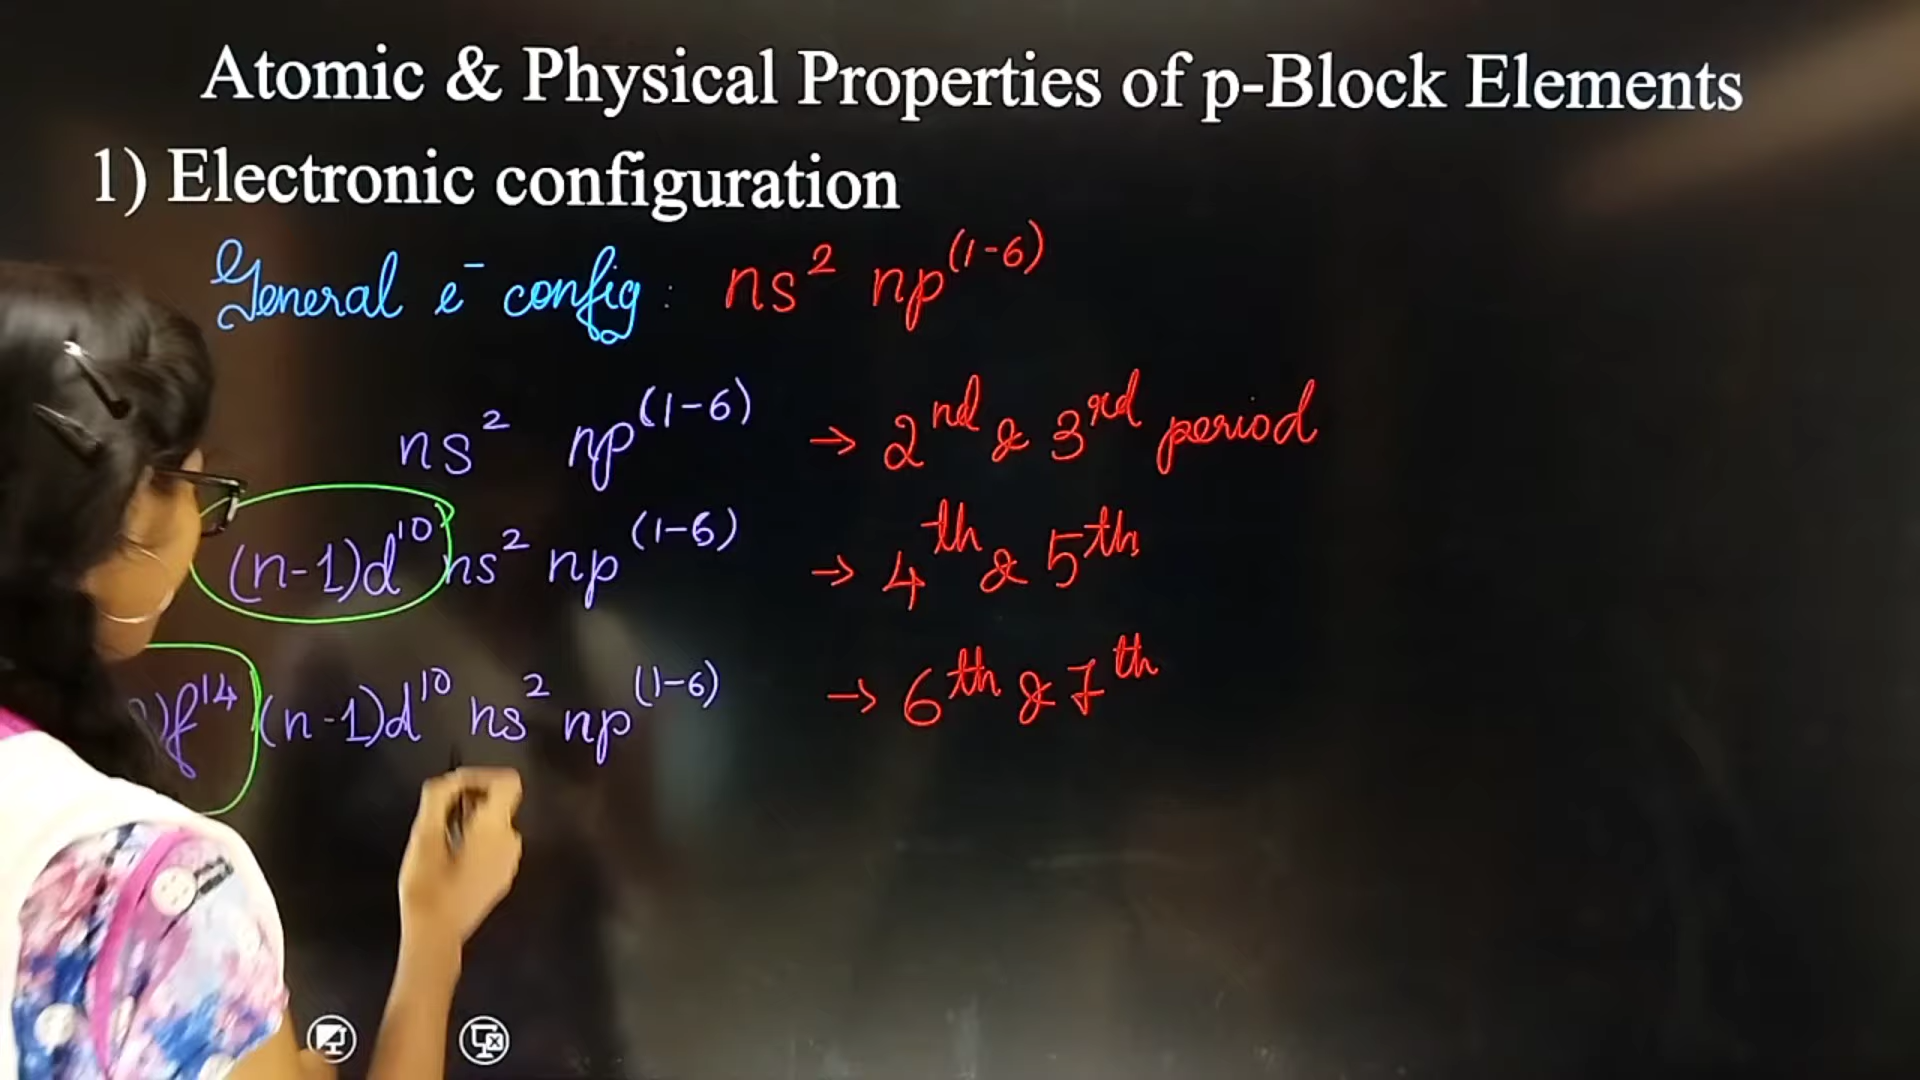 Atomic & Physical Properties of p-Block Elements
1) Electronic configuration
General e⁻ config : ns² np⁽¹⁻⁶⁾
ns² np⁽¹⁻⁶⁾ → 2nd & 3rd period
(n-1)d¹⁰ ns² np⁽¹⁻⁶⁾ → 4th & 5th
)f¹⁴ (n-1)d¹⁰ ns² np⁽¹⁻⁶⁾ → 6th & 7th